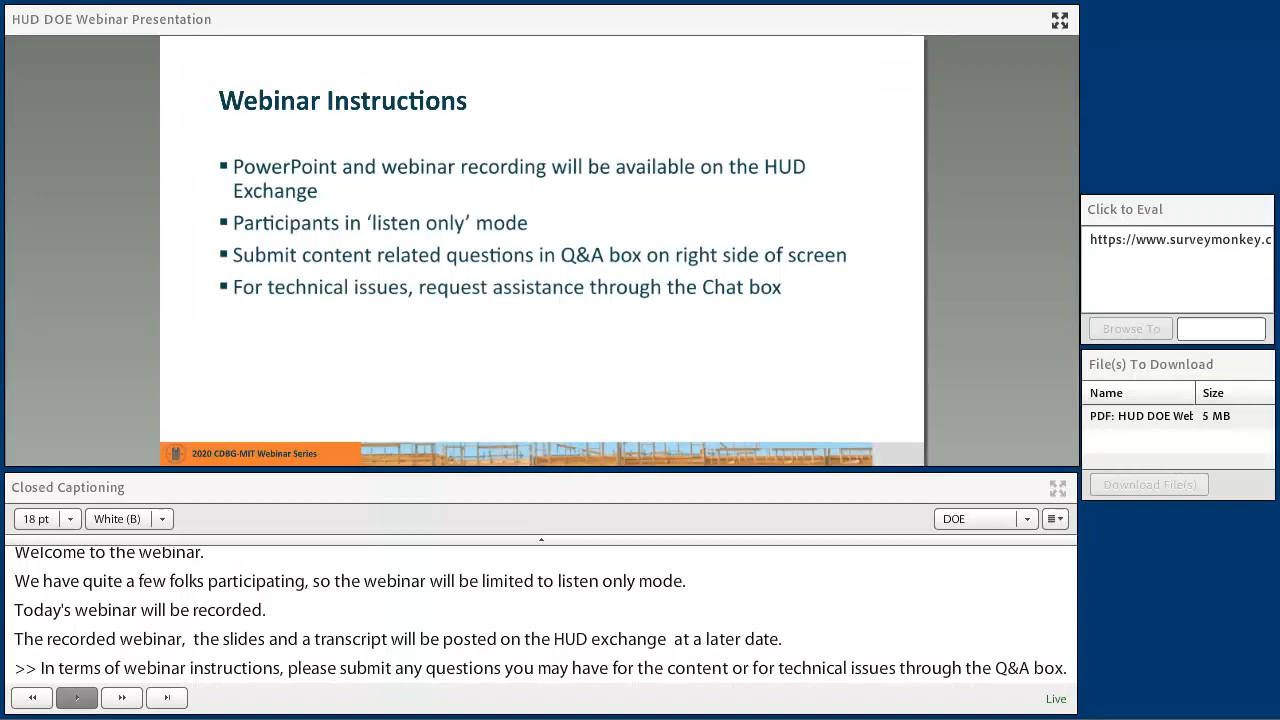 HUD DOE Webinar Presentation
Webinar Instructions
▪ PowerPoint and webinar recording will be available on the HUD
Exchange
▪ Participants in ‘listen only’ mode
▪ Submit content related questions in Q&A box on right side of screen
▪ For technical issues, request assistance through the Chat box
2020 CDBG-MIT Webinar Series
Click to Eval
https://www.surveymonkey.c
Browse To
File(s) To Download
Name Size
PDF: HUD DOE Wel 5 MB
Download File(s)
Closed Captioning
18 pt White (B) DOE
Welcome to the webinar.
We have quite a few folks participating, so the webinar will be limited to listen only mode.
Today's webinar will be recorded.
The recorded webinar,  the slides and a transcript will be posted on the HUD exchange  at a later date.
>> In terms of webinar instructions, please submit any questions you may have for the content or for technical issues through the Q&A box.
Live